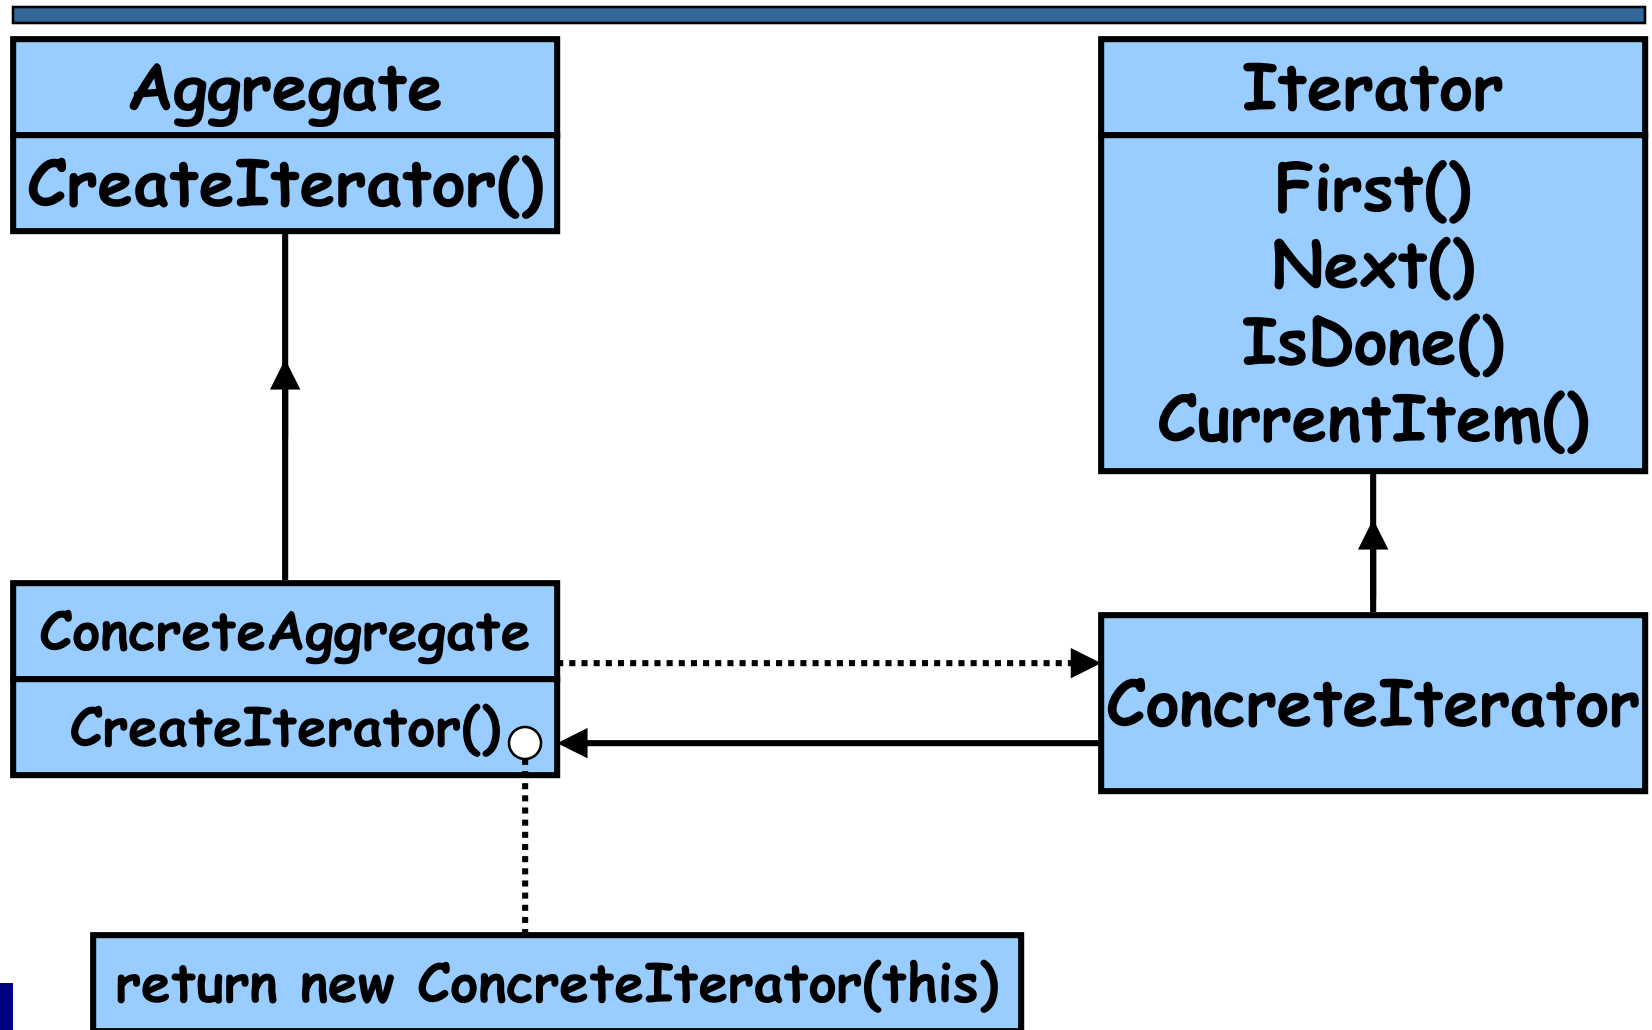 Aggregate
CreateIterator()
Iterator
First()
Next()
IsDone()
CurrentItem()
ConcreteAggregate
CreateIterator()
ConcreteIterator
return new ConcreteIterator(this)